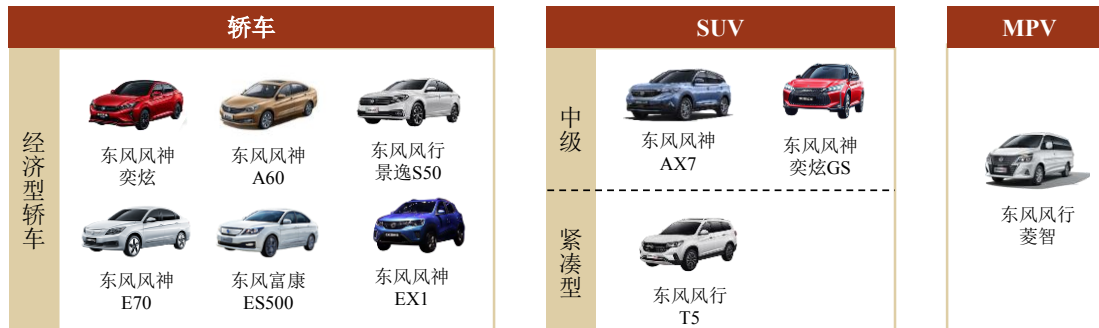 轿车
经济型轿车
东风风神
奕炫
东风风神
A60
东风风行
景逸S50
东风风神
E70
东风富康
ES500
东风风神
EX1
SUV
中级
东风风神
AX7
东风风神
奕炫GS
紧凑型
东风风行
T5
MPV
东风风行
菱智